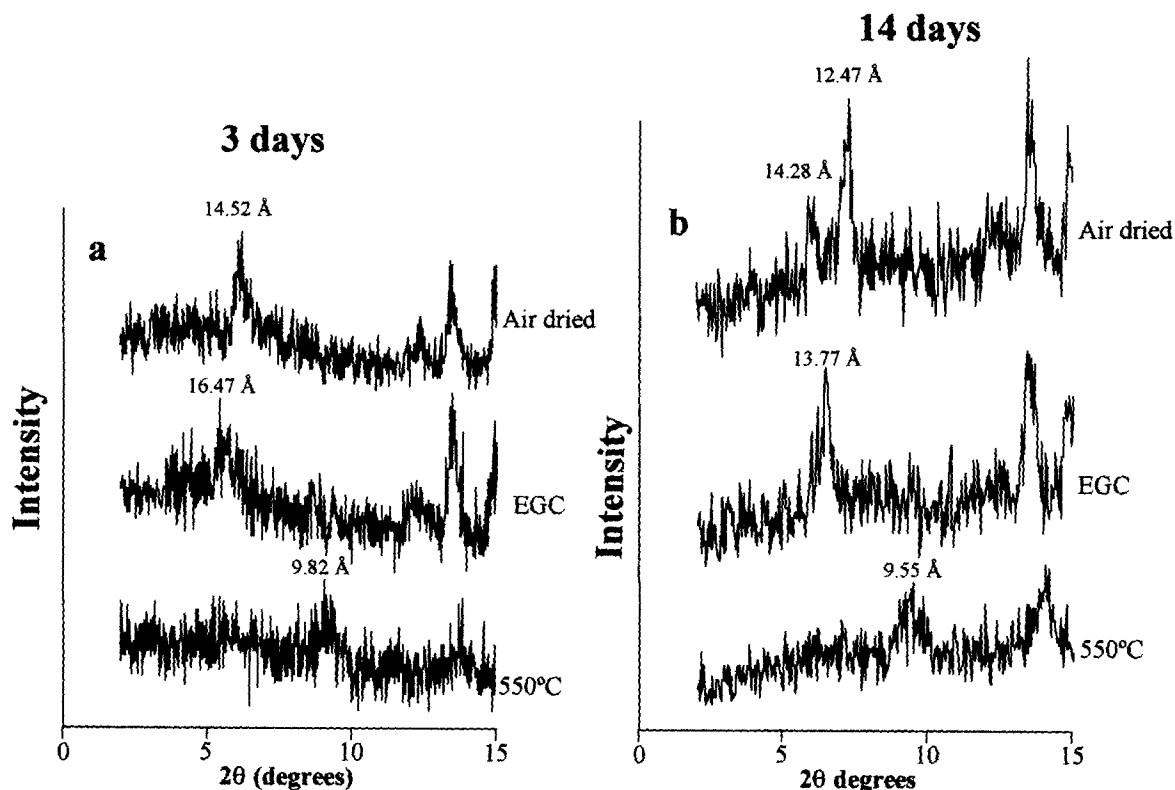 3 days
a
14.52 Å
Air dried
16.47 Å
EGC
9.82 Å
550ºC
Intensity
0 5 10 15
2θ (degrees)
14 days
b
12.47 Å
14.28 Å
Air dried
13.77 Å
EGC
9.55 Å
550ºC
Intensity
0 5 10 15
2θ degrees